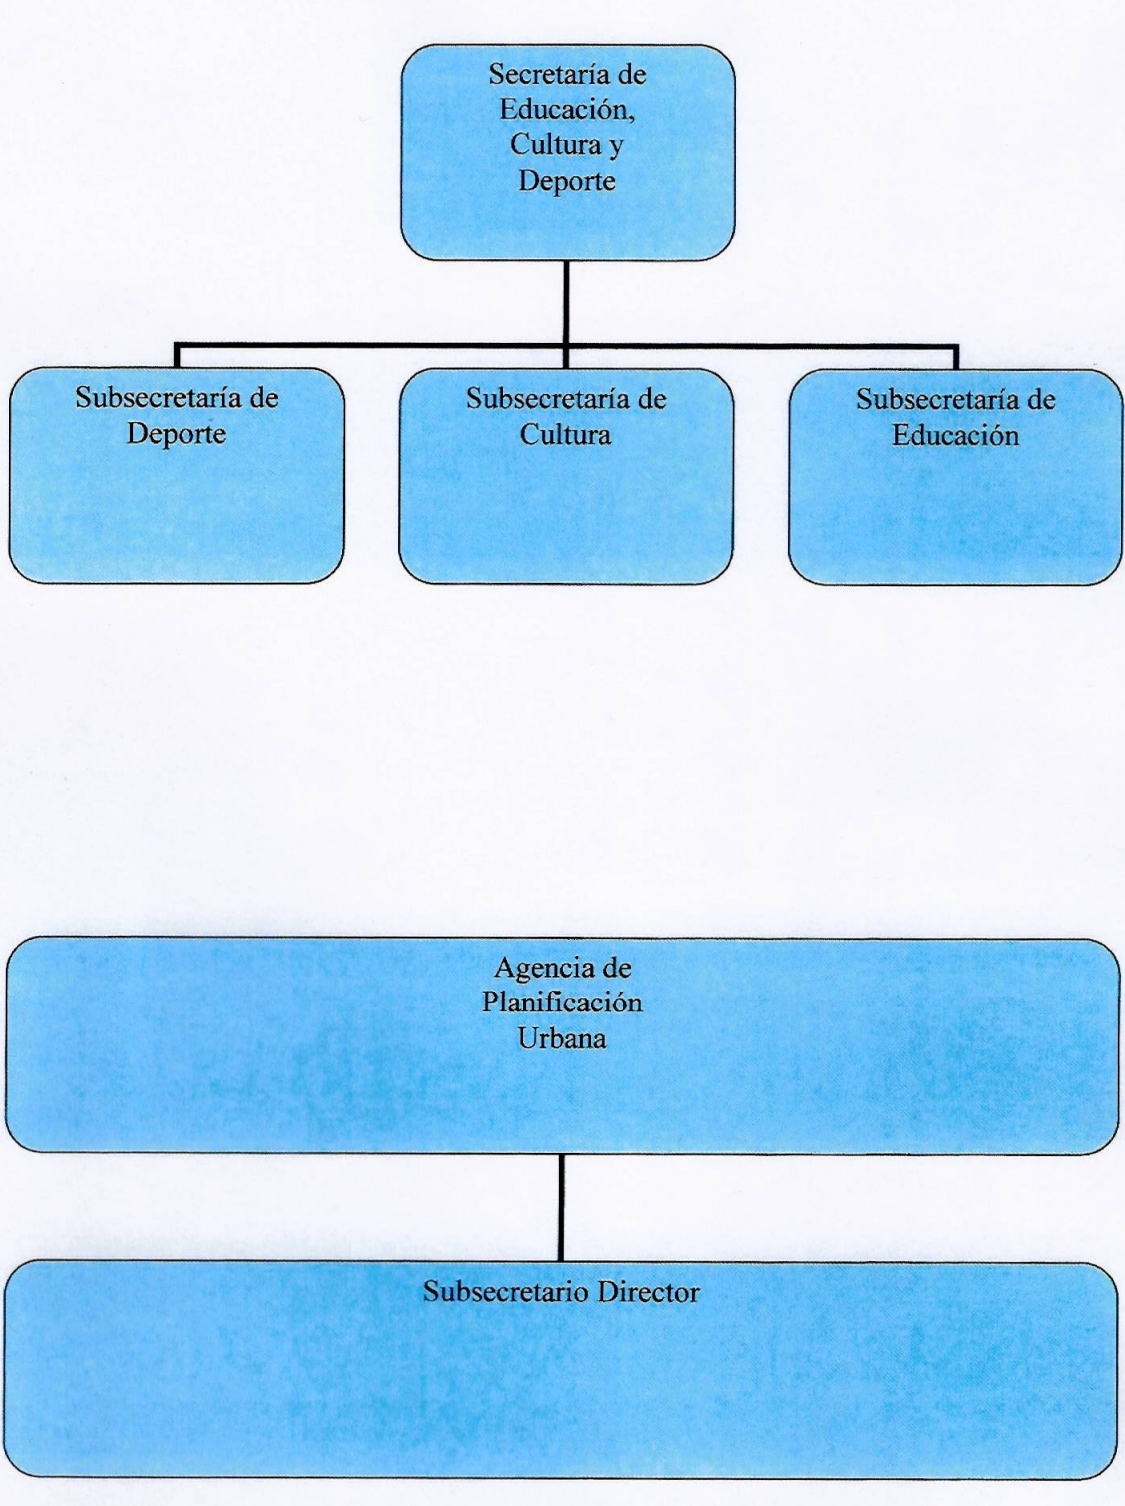 Secretaría de
Educación,
Cultura y
Deporte
Subsecretaría de
Deporte
Subsecretaría de
Cultura
Subsecretaría de
Educación
Agencia de
Planificación
Urbana
Subsecretario Director